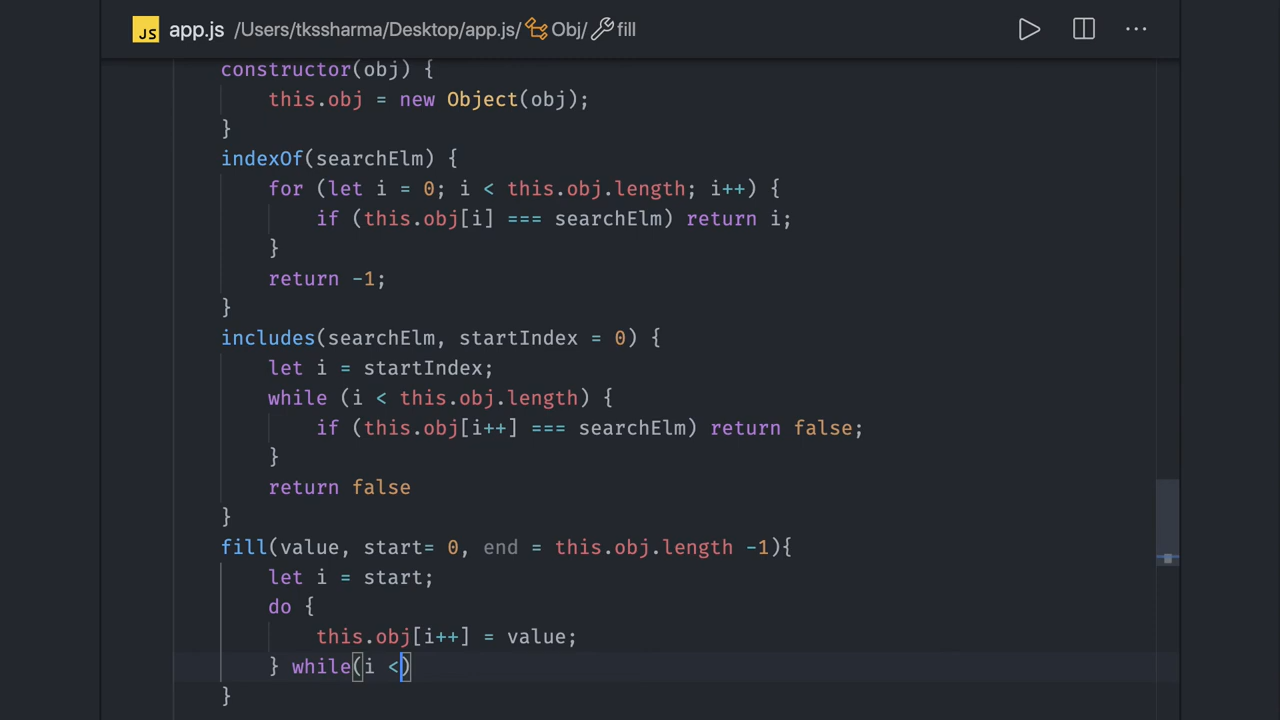 JS app.js /Users/tkssharma/Desktop/app.js/ Obj/ fill
constructor(obj) {
this.obj = new Object(obj);
}
indexOf(searchElm) {
for (let i = 0; i < this.obj.length; i++) {
if (this.obj[i] === searchElm) return i;
}
return -1;
}
includes(searchElm, startIndex = 0) {
let i = startIndex;
while (i < this.obj.length) {
if (this.obj[i++] === searchElm) return false;
}
return false
}
fill(value, start= 0, end = this.obj.length -1){
let i = start;
do {
this.obj[i++] = value;
} while(i <)
}